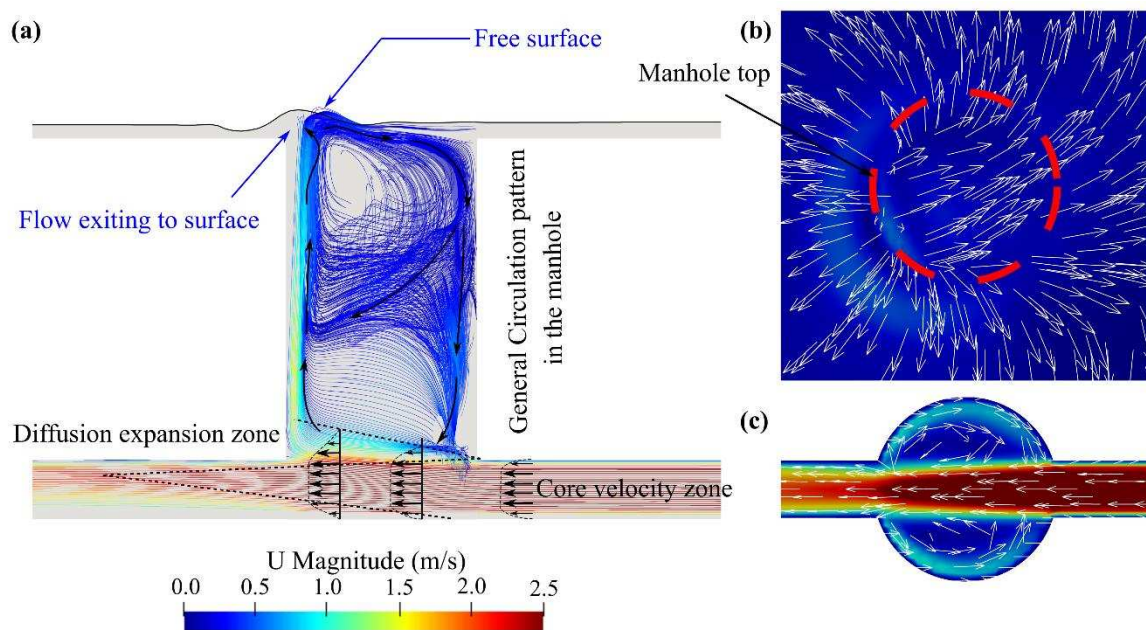 (a)
Free surface
Flow exiting to surface
General Circulation pattern
in the manhole
Diffusion expansion zone
Core velocity zone
U Magnitude (m/s)
0.0 0.5 1.0 1.5 2.0 2.5
(b)
Manhole top
(c)